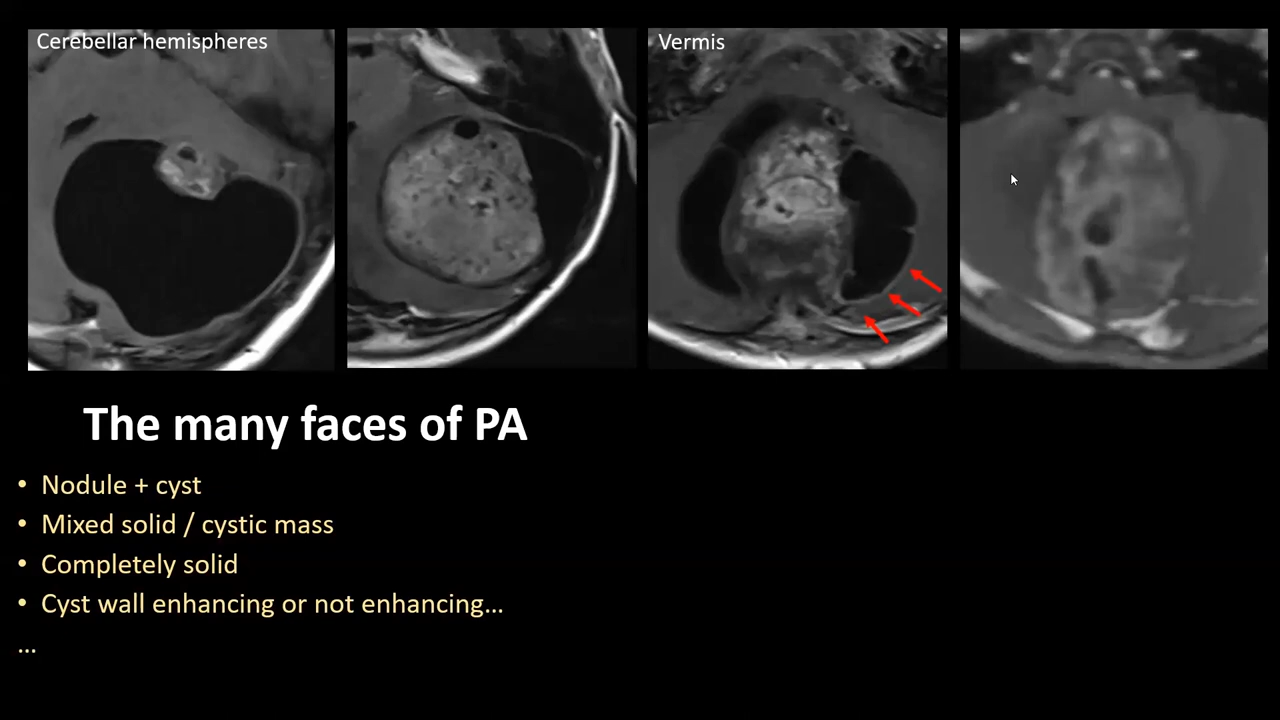 Cerebellar hemispheres
Vermis
The many faces of PA
• Nodule + cyst
• Mixed solid / cystic mass
• Completely solid
• Cyst wall enhancing or not enhancing...
...